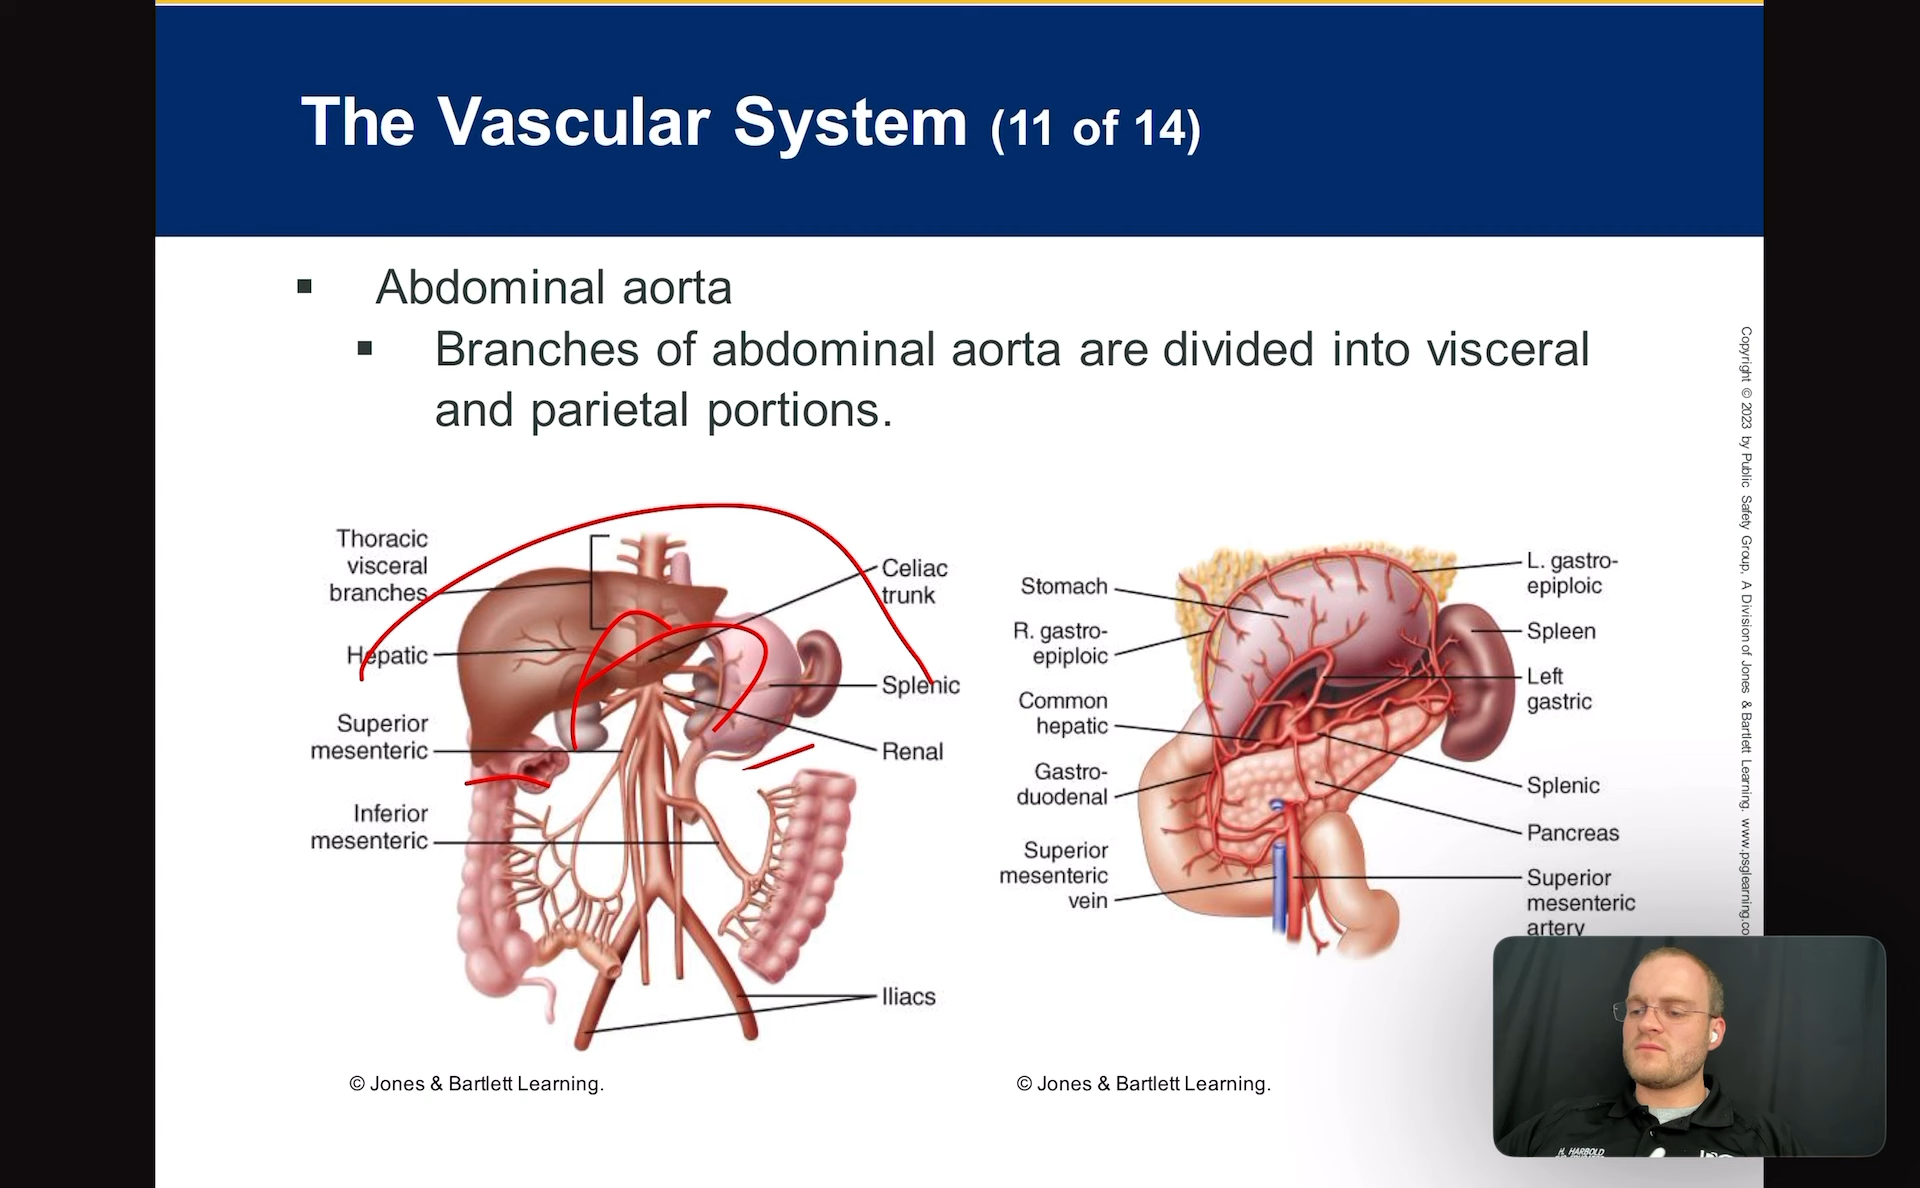 The Vascular System (11 of 14)
▪ Abdominal aorta
▪ Branches of abdominal aorta are divided into visceral
and parietal portions.
Thoracic
visceral
branches
Hepatic
Superior
mesenteric
Inferior
mesenteric
Celiac
trunk
Splenic
Renal
Iliacs
© Jones & Bartlett Learning.
Stomach
R. gastro-
epiploic
Common
hepatic
Gastro-
duodenal
Superior
mesenteric
vein
L. gastro-
epiploic
Spleen
Left
gastric
Splenic
Pancreas
Superior
mesenteric
artery
© Jones & Bartlett Learning.
Copyright © 2023 by Public Safety Group, A Division of Jones & Bartlett Learning. www.psglearning.co
H. HARBOLD